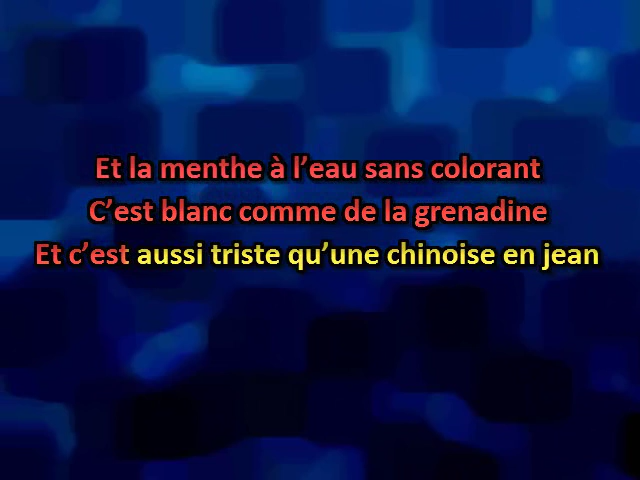 Et la menthe à l’eau sans colorant
C’est blanc comme de la grenadine
Et c’est aussi triste qu’une chinoise en jean